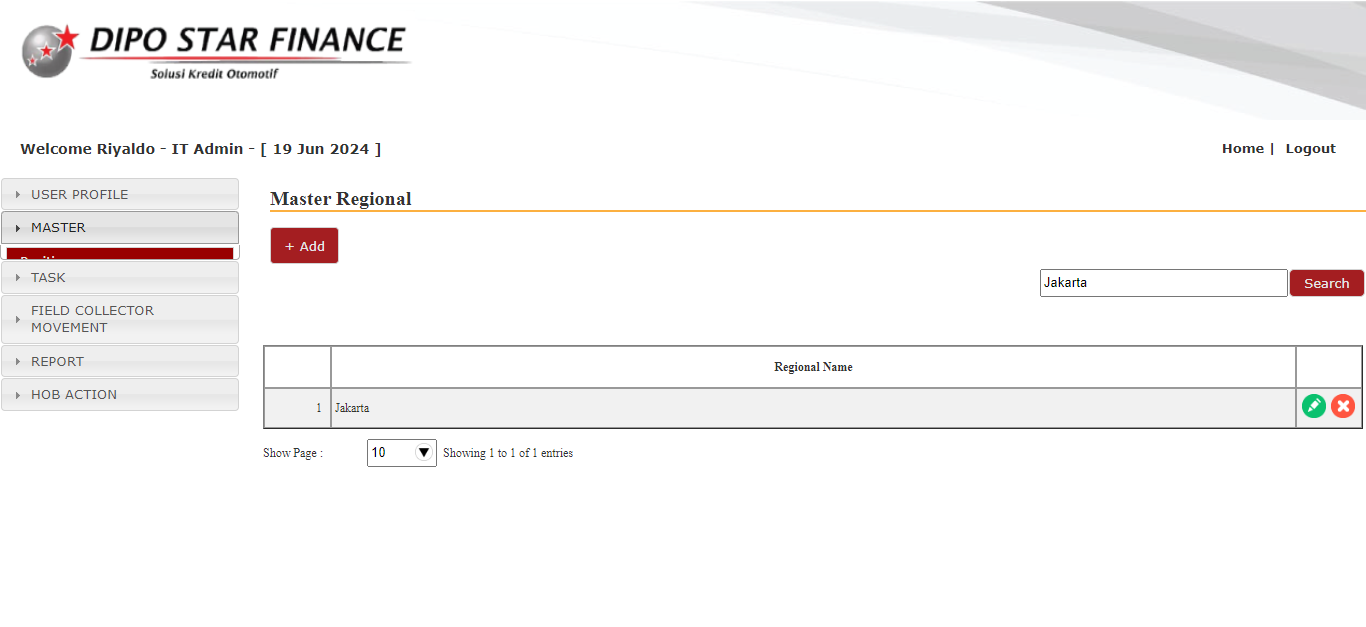 DIPO STAR FINANCE
Solusi Kredit Otomotif
Welcome Riyaldo - IT Admin - [ 19 Jun 2024 ]
Home | Logout
USER PROFILE
MASTER
TASK
FIELD COLLECTOR
MOVEMENT
REPORT
HOB ACTION
Master Regional
+ Add
Jakarta
Search
Regional Name
1 Jakarta
Show Page : 10 Showing 1 to 1 of 1 entries